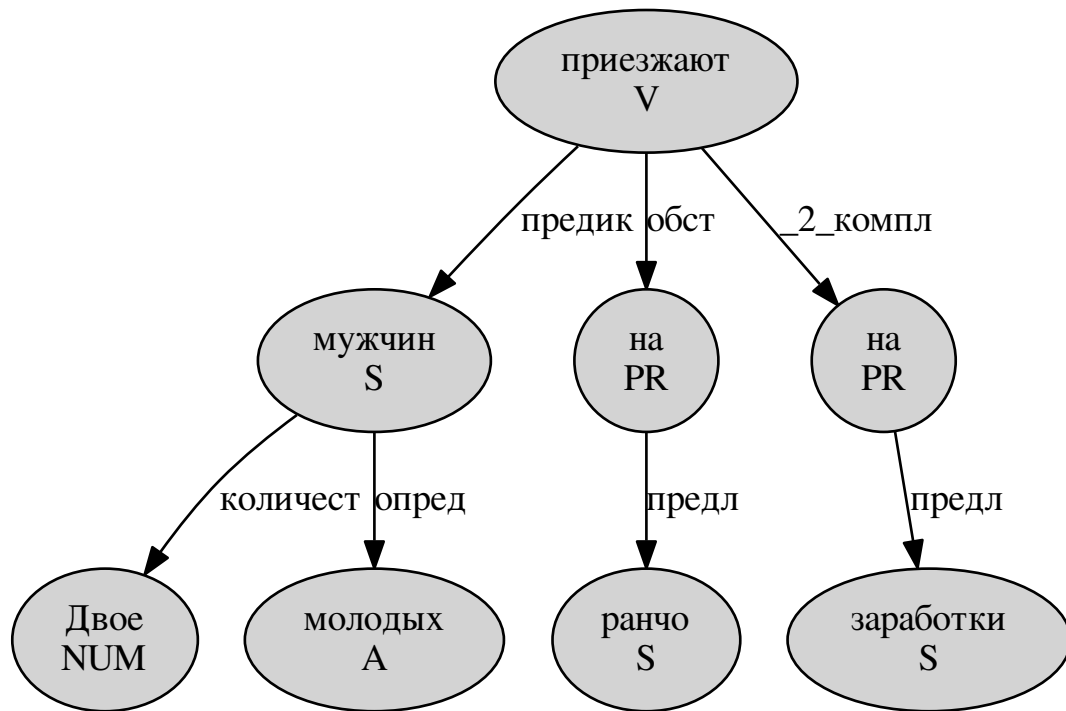 приезжают
V
предик
обст
_2_компл
мужчин
S
на
PR
на
PR
количест
опред
предл
предл
Двое
NUM
молодых
A
ранчо
S
заработки
S